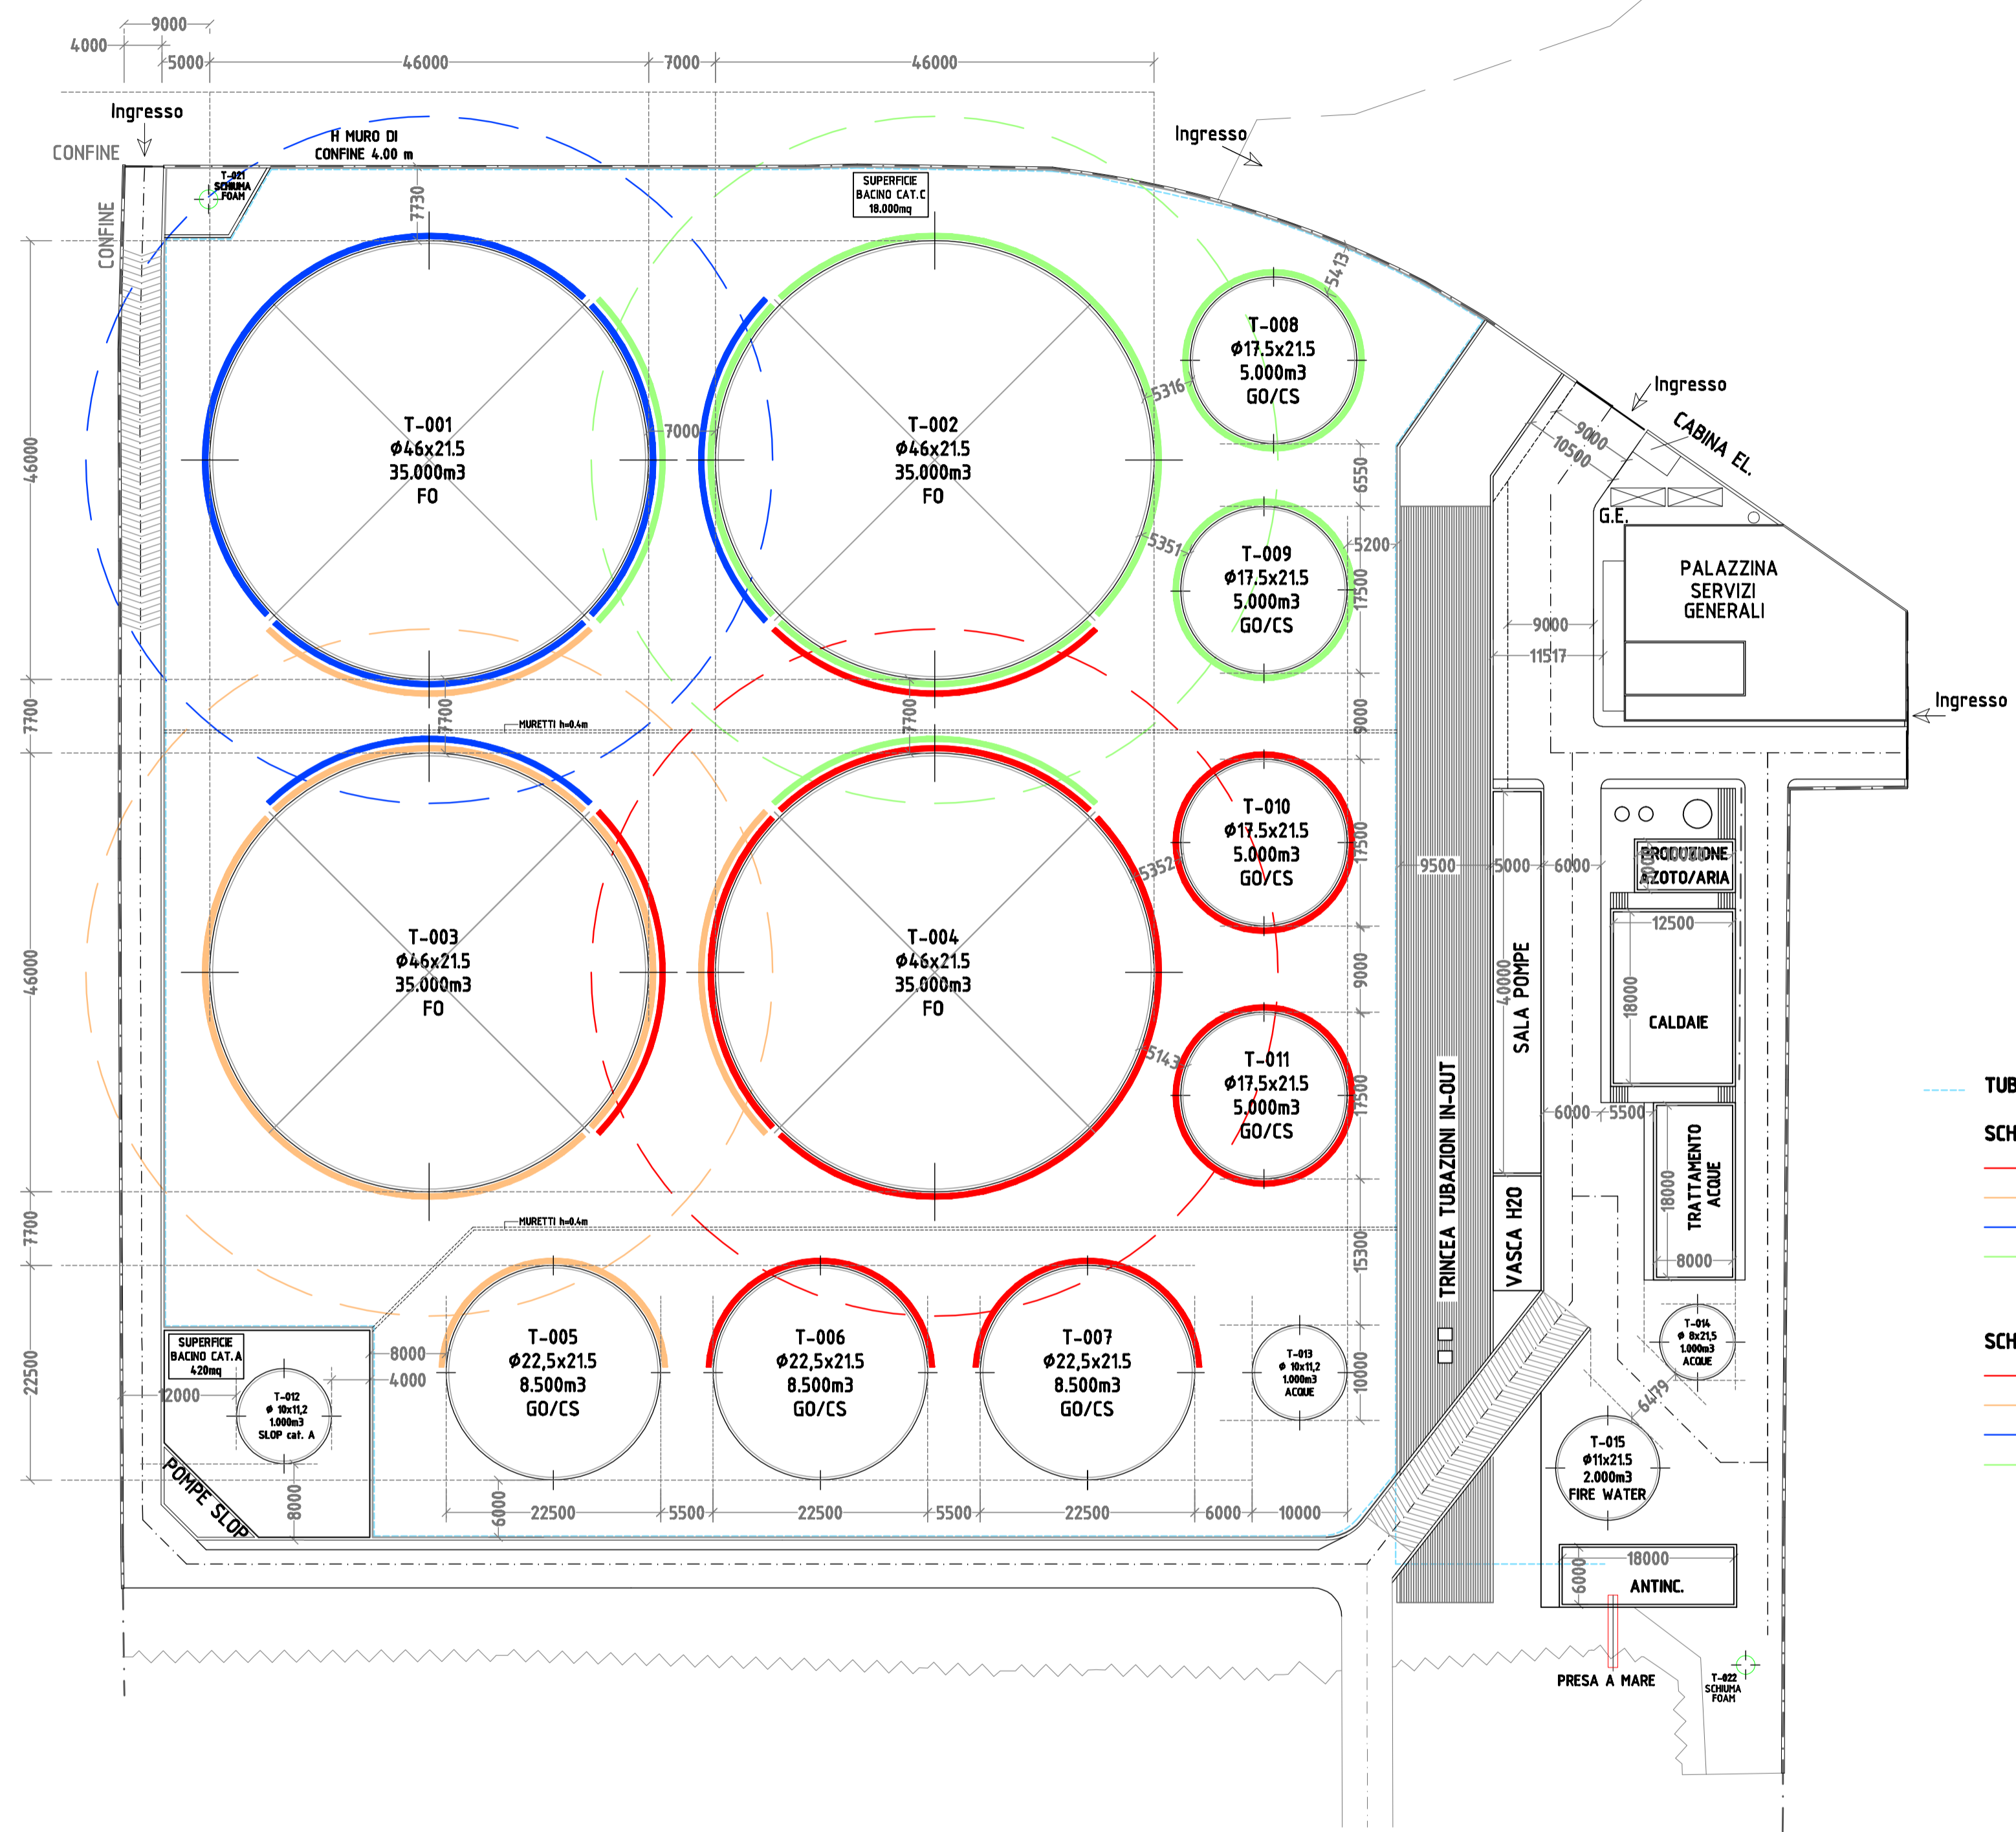 9000
4000
5000
46000
7000
46000
Ingresso
CONFINE
CONFINE
H MURO DI
CONFINE 4.00 m
T-021
SCHIUMA
FOAM
7730
SUPERFICIE
BACINO CAT.C
18.000mq
Ingresso
5413
T-001
Φ46x21.5
35.000m3
FO
7000
T-002
Φ46x21.5
35.000m3
FO
T-008
Φ17.5x21.5
5.000m3
GO/CS
5316
5351
6550
T-009
Φ17.5x21.5
5.000m3
GO/CS
5200
17500
46000
Ingresso
CABINA EL.
9000
10500
G.E.
PALAZZINA
SERVIZI
GENERALI
9000
11517
Ingresso
7700
7700
7700
MURETTI h=0.4m
9000
T-003
Φ46x21.5
35.000m3
FO
T-004
Φ46x21.5
35.000m3
FO
46000
5352
5143
T-010
Φ17.5x21.5
5.000m3
GO/CS
17500
9000
T-011
Φ17.5x21.5
5.000m3
GO/CS
17500
9500
5000
6000
40000
SALA POMPE
PRODUZIONE
AZOTO/ARIA
12500
18000
CALDAIE
TRINCEA TUBAZIONI IN-OUT
VASCA H2O
6000
5500
18000
TRATTAMENTO
ACQUE
8000
TUB
SCH
SCH
7700
MURETTI h=0.4m
15300
22500
SUPERFICIE
BACINO CAT.A
420mq
12000
8000
4000
T-012
Φ 10x11,2
1.000m3
SLOP cat. A
POMPE SLOP
8000
T-005
Φ22,5x21.5
8.500m3
GO/CS
T-006
Φ22,5x21.5
8.500m3
GO/CS
T-007
Φ22,5x21.5
8.500m3
GO/CS
T-013
Φ 10x11,2
1.000m3
ACQUE
10000
6000
22500
5500
22500
5500
22500
6000
10000
T-014
Φ 8x21,5
1.000m3
ACQUE
6479
T-015
Φ11x21.5
2.000m3
FIRE WATER
18000
6000
ANTINC.
PRESA A MARE
T-022
SCHIUMA
FOAM